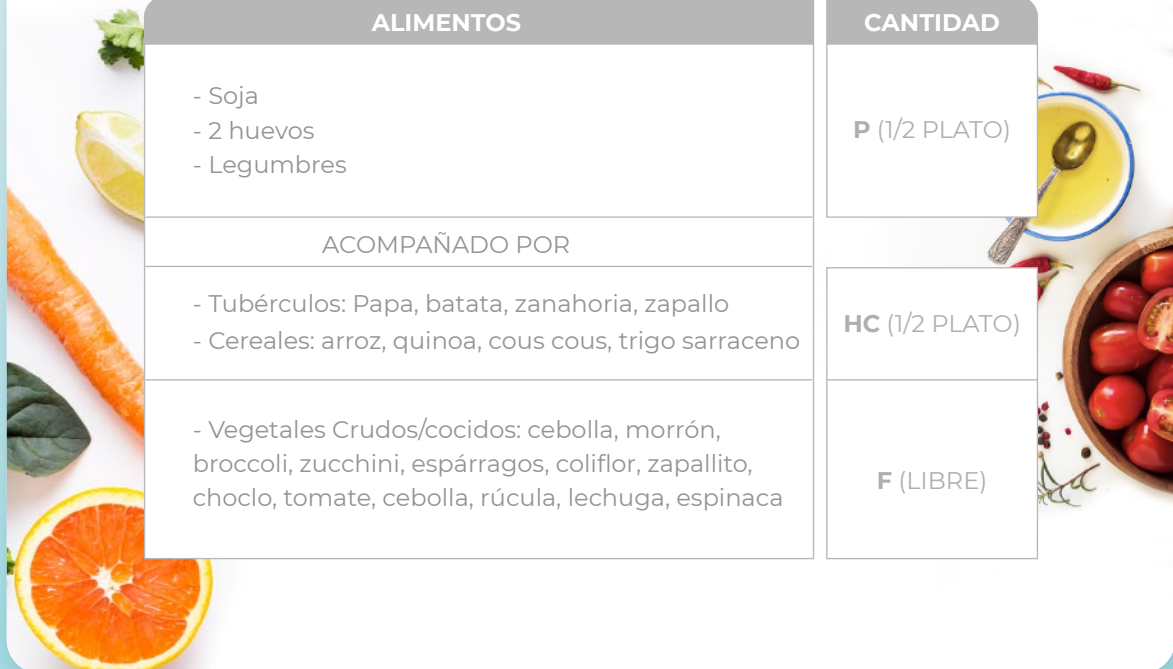 ALIMENTOS
CANTIDAD
- Soja
- 2 huevos
- Legumbres
P (1/2 PLATO)
ACOMPAÑADO POR
- Tubérculos: Papa, batata, zanahoria, zapallo
- Cereales: arroz, quinoa, cous cous, trigo sarraceno
HC (1/2 PLATO)
- Vegetales Crudos/cocidos: cebolla, morrón,
broccoli, zucchini, espárragos, coliflor, zapallito,
choclo, tomate, cebolla, rúcula, lechuga, espinaca
F (LIBRE)